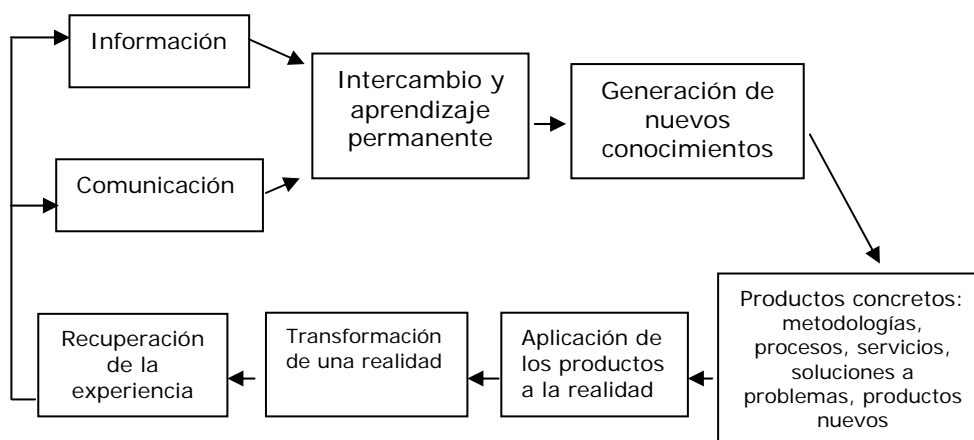 Información
Intercambio y
aprendizaje
permanente
Generación de
nuevos
conocimientos
Comunicación
Productos concretos:
metodologías,
procesos, servicios,
soluciones a
problemas, productos
nuevos
Aplicación de
los productos
a la realidad
Transformación
de una realidad
Recuperación
de la
experiencia